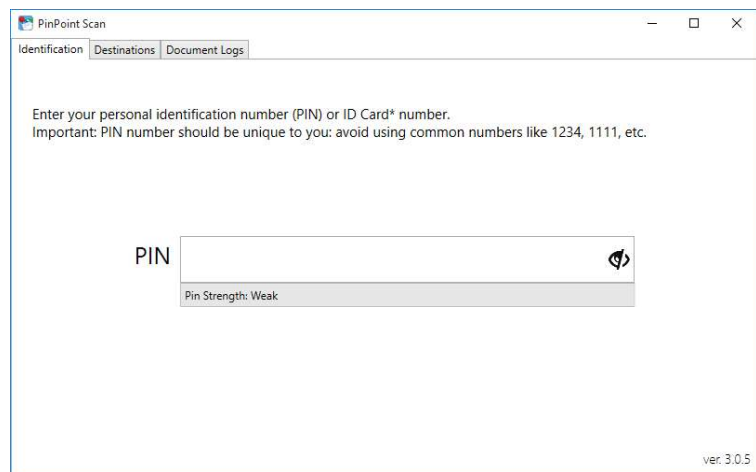 PinPoint Scan
Identification Destinations Document Logs
Enter your personal identification number (PIN) or ID Card* number.
Important: PIN number should be unique to you: avoid using common numbers like 1234, 1111, etc.
PIN
Pin Strength: Weak
ver. 3.0.5